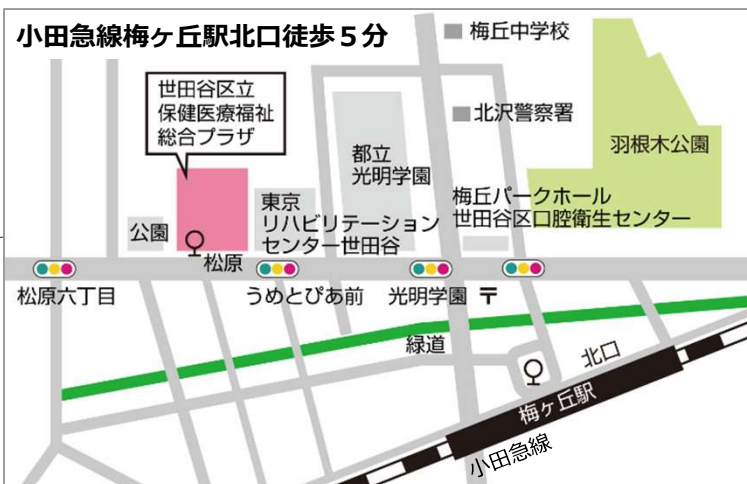 小田急線梅ヶ丘駅北口徒歩５分
梅丘中学校
世田谷区立
保健医療福祉
総合プラザ
北沢警察署
羽根木公園
都立
光明学園
梅丘パークホール
世田谷区口腔衛生センター
東京
リハビリテーション
センター世田谷
公園
松原
松原六丁目
うめとぴあ前
光明学園
〒
緑道
北口
梅ヶ丘駅
小田急線